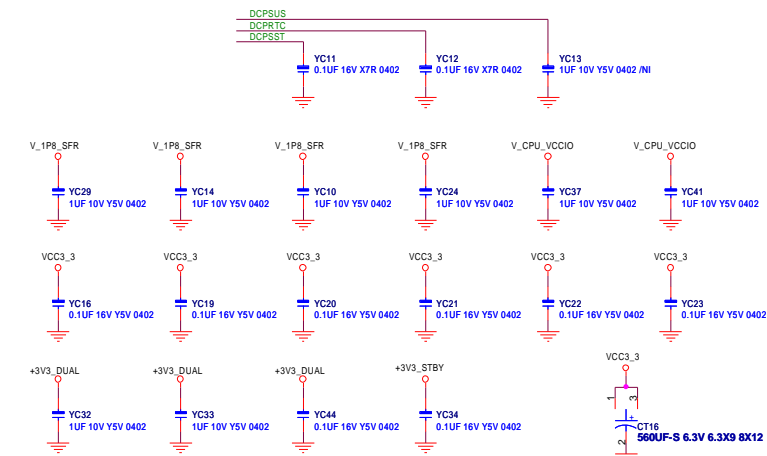 DCPSUS
DCPRTC
DCPSST
YC11 YC12 YC13
0.1UF 16V X7R 0402 0.1UF 16V X7R 0402 1UF 10V Y5V 0402 /NI
V_1P8_SFR V_1P8_SFR V_1P8_SFR V_1P8_SFR V_CPU_VCCIO V_CPU_VCCIO
YC29 YC14 YC10 YC24 YC37 YC41
1UF 10V Y5V 0402 1UF 10V Y5V 0402 1UF 10V Y5V 0402 1UF 10V Y5V 0402 1UF 10V Y5V 0402 1UF 10V Y5V 0402
VCC3_3 VCC3_3 VCC3_3 VCC3_3 VCC3_3 VCC3_3
YC16 YC19 YC20 YC21 YC22 YC23
0.1UF 16V Y5V 0402 0.1UF 16V Y5V 0402 0.1UF 16V Y5V 0402 0.1UF 16V Y5V 0402 0.1UF 16V Y5V 0402 0.1UF 16V Y5V 0402
+3V3_DUAL +3V3_DUAL +3V3_DUAL +3V3_STBY VCC3_3
YC32 YC33 YC44 YC34 1 3
1UF 10V Y5V 0402 1UF 10V Y5V 0402 0.1UF 16V Y5V 0402 0.1UF 16V Y5V 0402 + CT16
2 560UF-S 6.3V 6.3X9 8X12